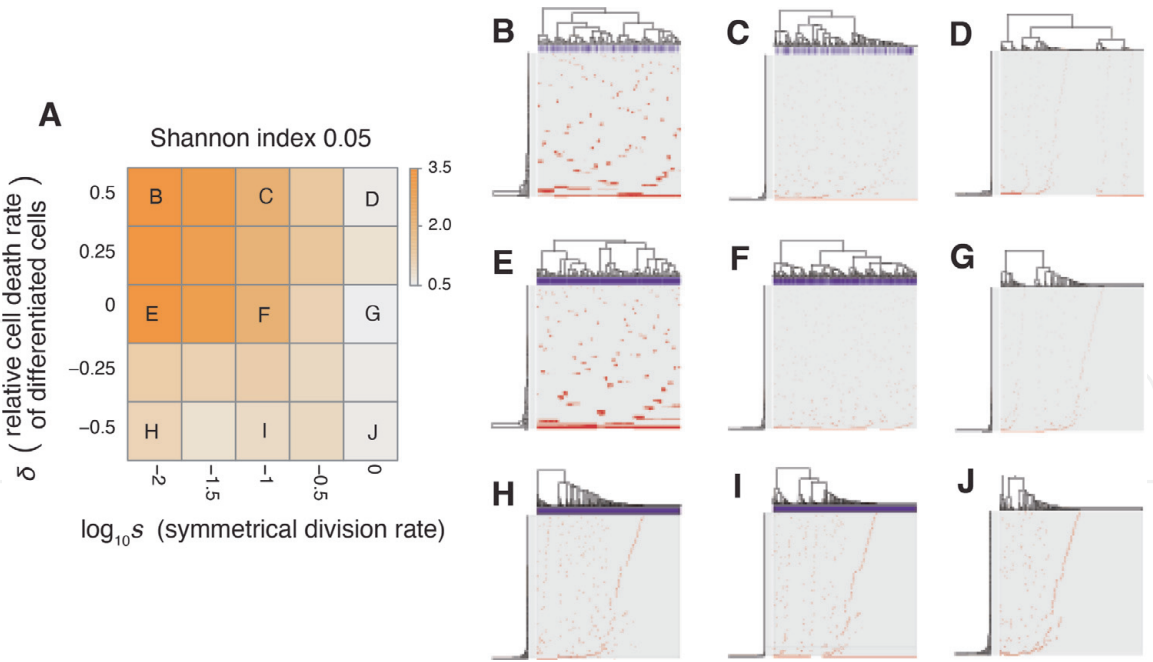 A
Shannon index 0.05
δ ( relative cell death rate of differentiated cells )
0.5
0.25
0
−0.25
−0.5
B C D
E F G
H I J
3.5
2.0
0.5
−2 −1.5 −1 −0.5 0
log10s (symmetrical division rate)
B
C
D
E
F
G
H
I
J